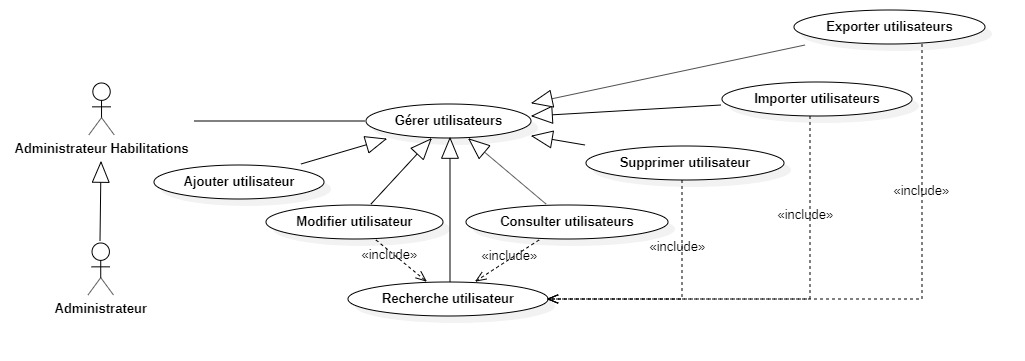 Exporter utilisateurs
Importer utilisateurs
Gérer utilisateurs
Administrateur Habilitations
Supprimer utilisateur
Ajouter utilisateur
«include»
Modifier utilisateur
Consulter utilisateurs
«include»
«include»
«include»
«include»
Recherche utilisateur
Administrateur